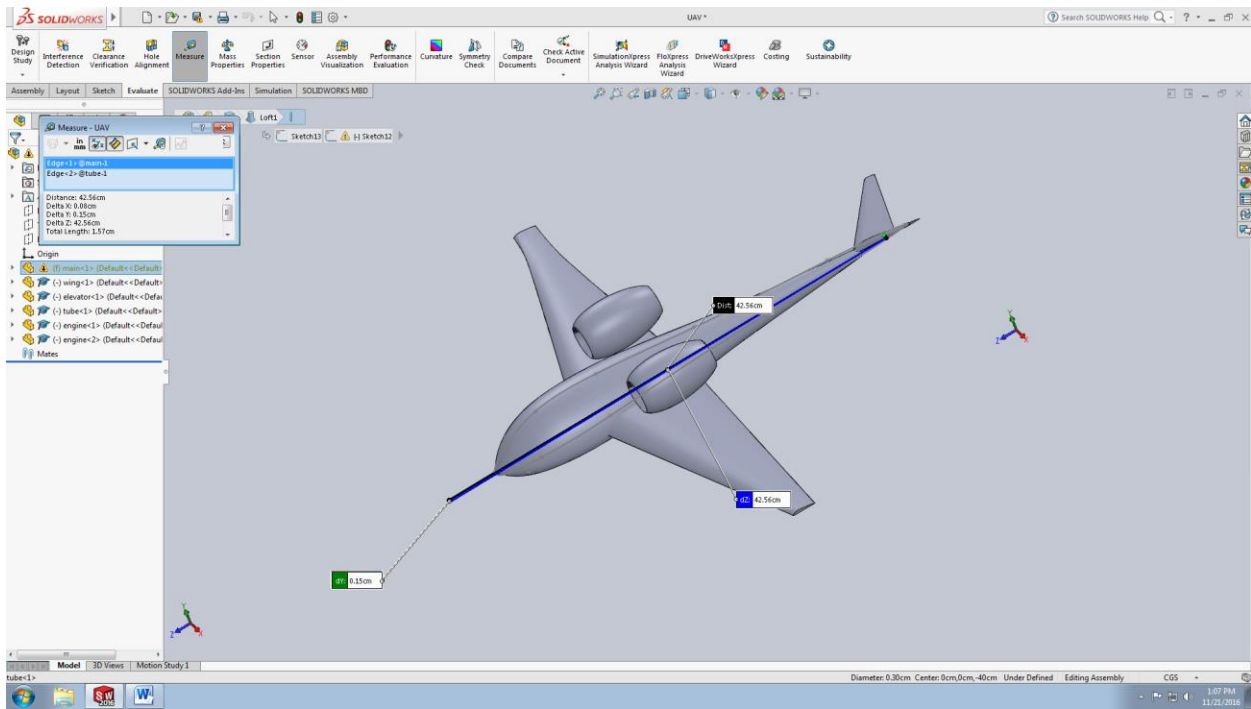 SOLIDWORKS
UAV *
Search SOLIDWORKS Help
Design Study
Interference Detection
Clearance Verification
Hole Alignment
Measure
Mass Properties
Section Properties
Sensor
Assembly Visualization
Performance Evaluation
Curvature
Symmetry Check
Compare Documents
Check Active Document
SimulationXpress Analysis Wizard
FloXpress Analysis Wizard
DriveWorksXpress Wizard
Costing
Sustainability
Assembly Layout Sketch Evaluate SOLIDWORKS Add-Ins Simulation SOLIDWORKS MBD
Loft1
Sketch13 (-) Sketch12
Measure - UAV
in mm
Edge<1>@main-1
Edge<2>@tube-1
Distance: 42.56cm
Delta X: 0.08cm
Delta Y: 0.15cm
Delta Z: 42.56cm
Total Length: 1.57cm
Origin
(f) main<1> (Default<<Default>
(-) wing<1> (Default<<Default>
(-) elevator<1> (Default<<Defau
(-) tube<1> (Default<<Default>
(-) engine<1> (Default<<Defaul
(-) engine<2> (Default<<Defaul
Mates
Dist: 42.56cm
dZ: 42.56cm
dY: 0.15cm
Y
Z
X
Y
Z
X
Model 3D Views Motion Study 1
tube<1>
Diameter: 0.30cm Center: 0cm,0cm,-40cm Under Defined Editing Assembly CGS
SW 2016
W
1:07 PM
11/21/2016